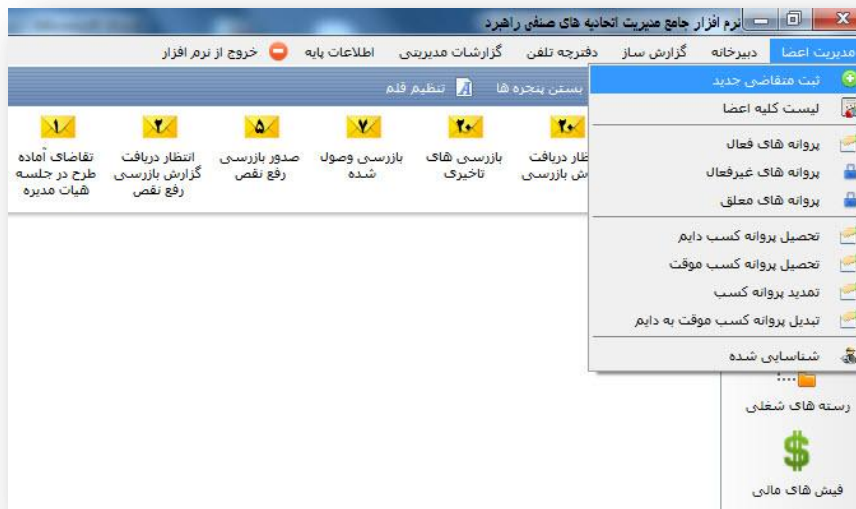 نرم افزار جامع مدیریت اتحادیه های صنفی راهبرد
مدیریت اعضا دبیرخانه گزارش ساز دفترچه تلفن گزارشات مدیریتی اطلاعات پایه خروج از نرم افزار
بستن پنجره ها تنظیم قلم
ثبت متقاضی جدید
لیست کلیه اعضا
پروانه های فعال
پروانه های غیرفعال
پروانه های معلق
تحصیل پروانه کسب دایم
تحصیل پروانه کسب موقت
تمدید پروانه کسب
تبدیل پروانه کسب موقت به دایم
شناسایی شده
۲۰ ۲۰ ۷ ۵ ۲ ۱
دریافت
بازرسی
بازرسی های
تاخیری
بازرسی وصول
شده
صدور بازرسی
رفع نقص
انتظار دریافت
گزارش بازرسی
رفع نقص
تقاضای آماده
طرح در جلسه
هیات مدیره
رسته های شغلی
$
فیش های مالی